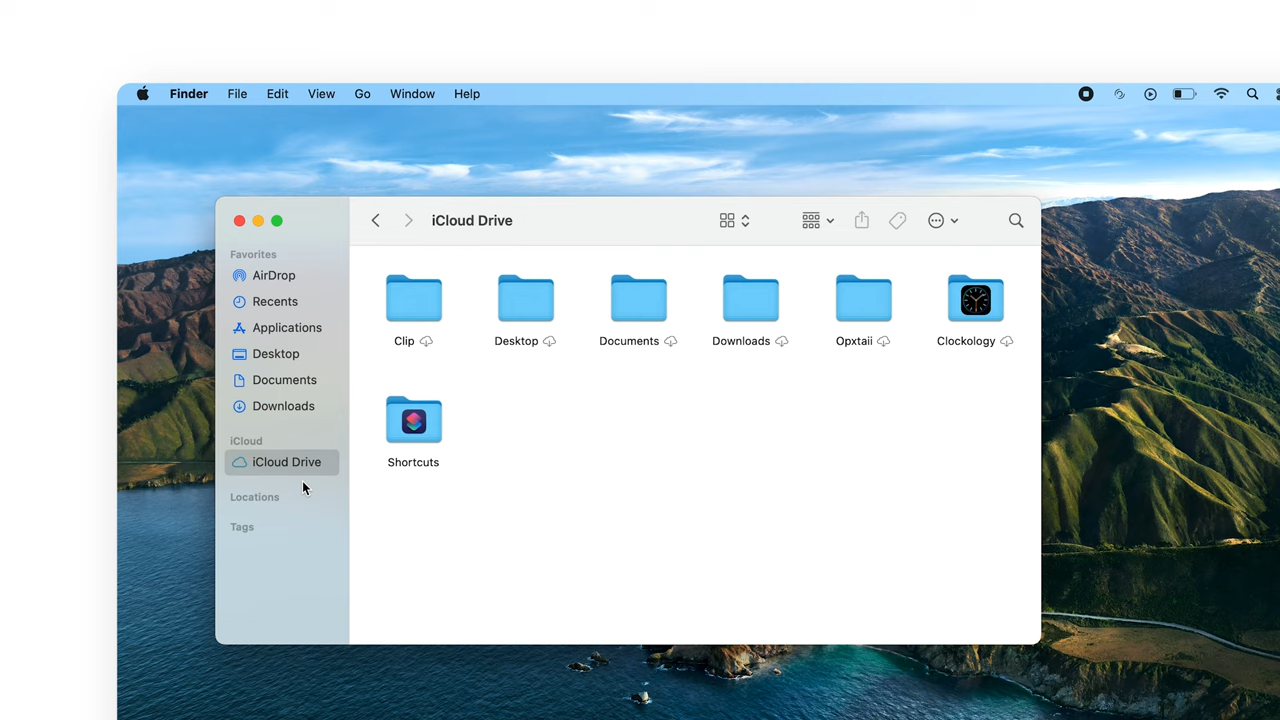 Finder File Edit View Go Window Help
iCloud Drive
Favorites
AirDrop
Recents
Applications
Desktop
Documents
Downloads
iCloud
iCloud Drive
Locations
Tags
Clip Desktop Documents Downloads Opxtaii Clockology
Shortcuts